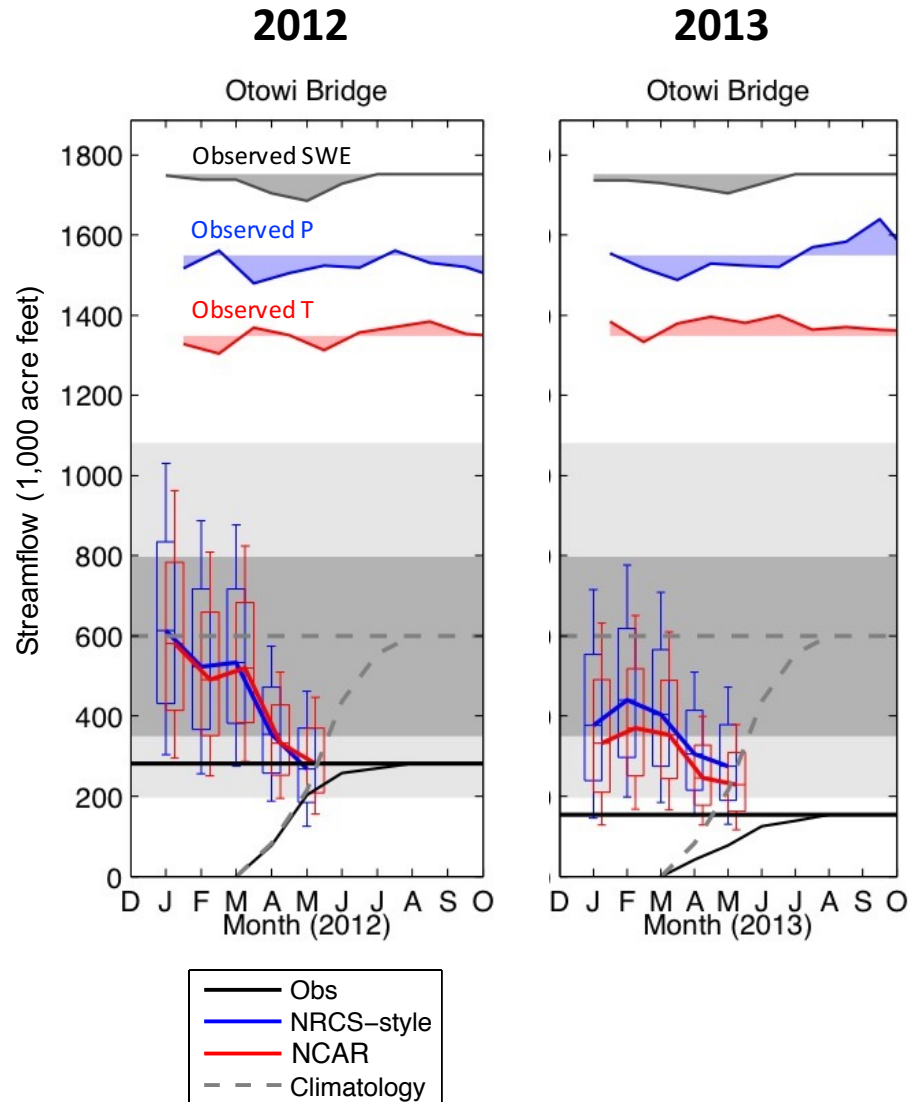 2012
2013
Otowi Bridge
Otowi Bridge
Streamflow (1,000 acre feet)
1800
1600
1400
1200
1000
800
600
400
200
0
Observed SWE
Observed P
Observed T
D J F M A M J J A S O
Month (2012)
D J F M A M J J A S O
Month (2013)
Obs
NRCS-style
NCAR
Climatology